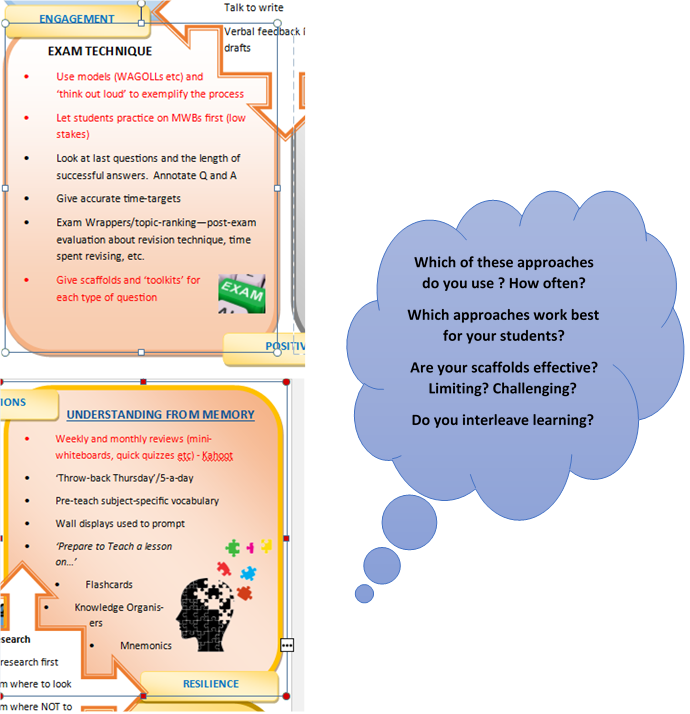 ENGAGEMENT
Talk to write
Verbal feedback
drafts
EXAM TECHNIQUE
• Use models (WAGOLLs etc) and
‘think out loud’ to exemplify the process
• Let students practice on MWBs first (low
stakes)
• Look at last questions and the length of
successful answers. Annotate Q and A
• Give accurate time-targets
• Exam Wrappers/topic-ranking—post-exam
evaluation about revision technique, time
spent revising, etc.
• Give scaffolds and ‘toolkits’ for
each type of question
EXAM
POSITIV
IONS
UNDERSTANDING FROM MEMORY
• Weekly and monthly reviews (mini-
whiteboards, quick quizzes etc) - Kahoot
• ‘Throw-back Thursday’/5-a-day
• Pre-teach subject-specific vocabulary
• Wall displays used to prompt
• ‘Prepare to Teach a lesson
on...’
• Flashcards
• Knowledge Organis-
ers
• Mnemonics
search
research first
m where to look
m where NOT to
RESILIENCE
Which of these approaches
do you use ? How often?
Which approaches work best
for your students?
Are your scaffolds effective?
Limiting? Challenging?
Do you interleave learning?